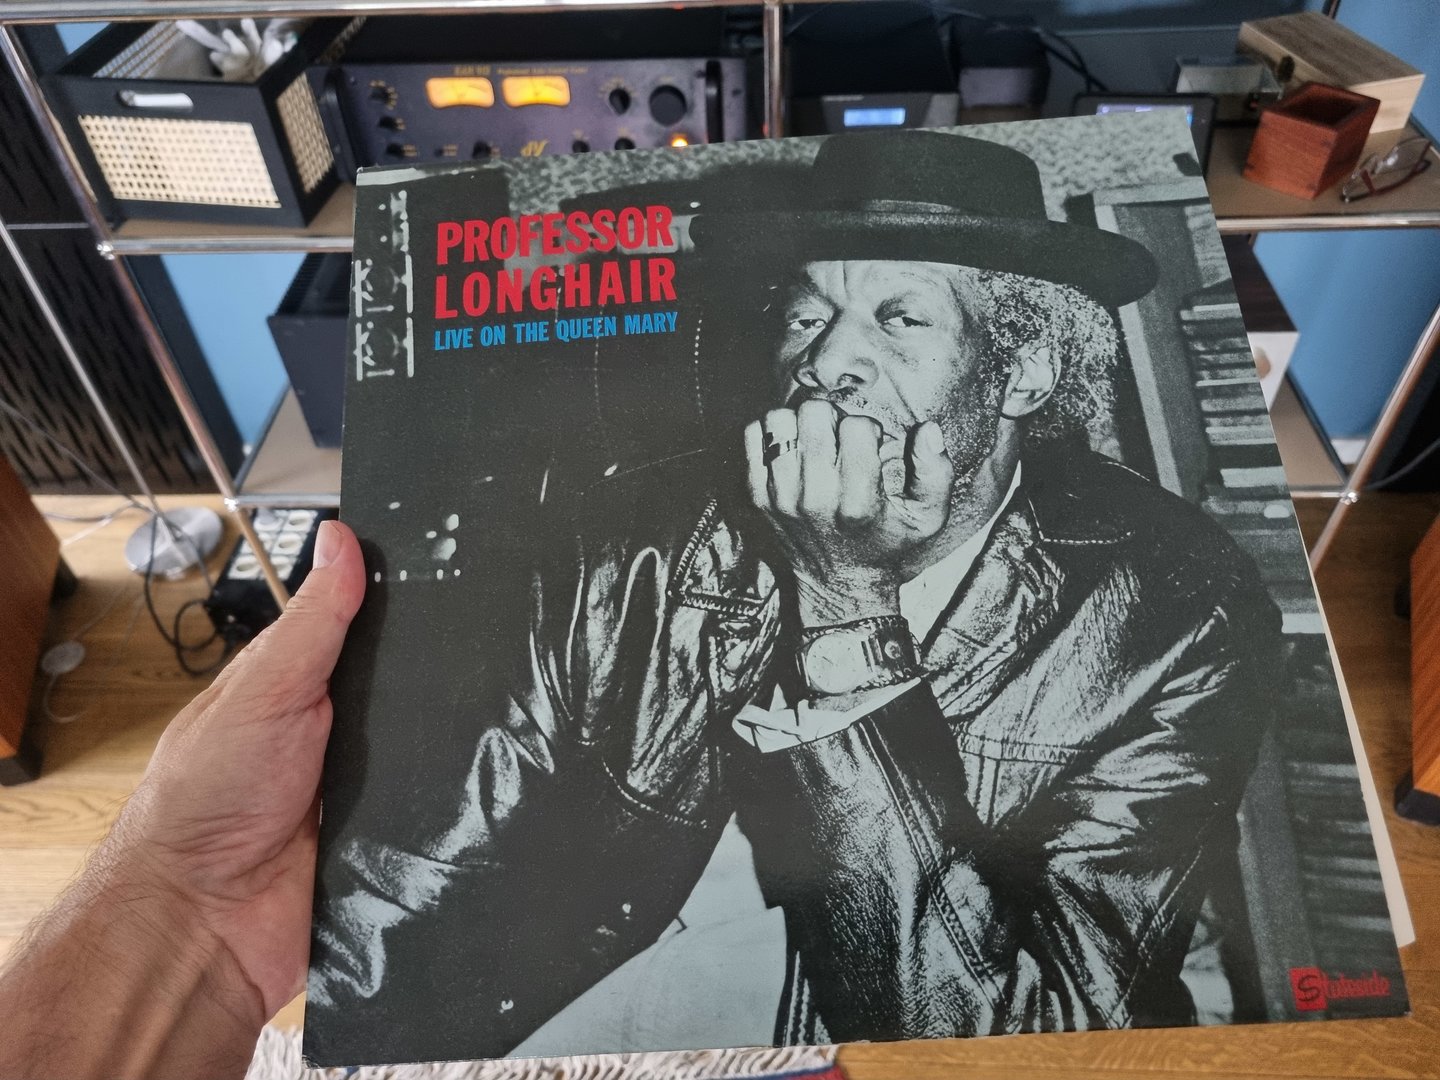 PROFESSOR
LONGHAIR
LIVE ON THE QUEEN MARY
Stateside